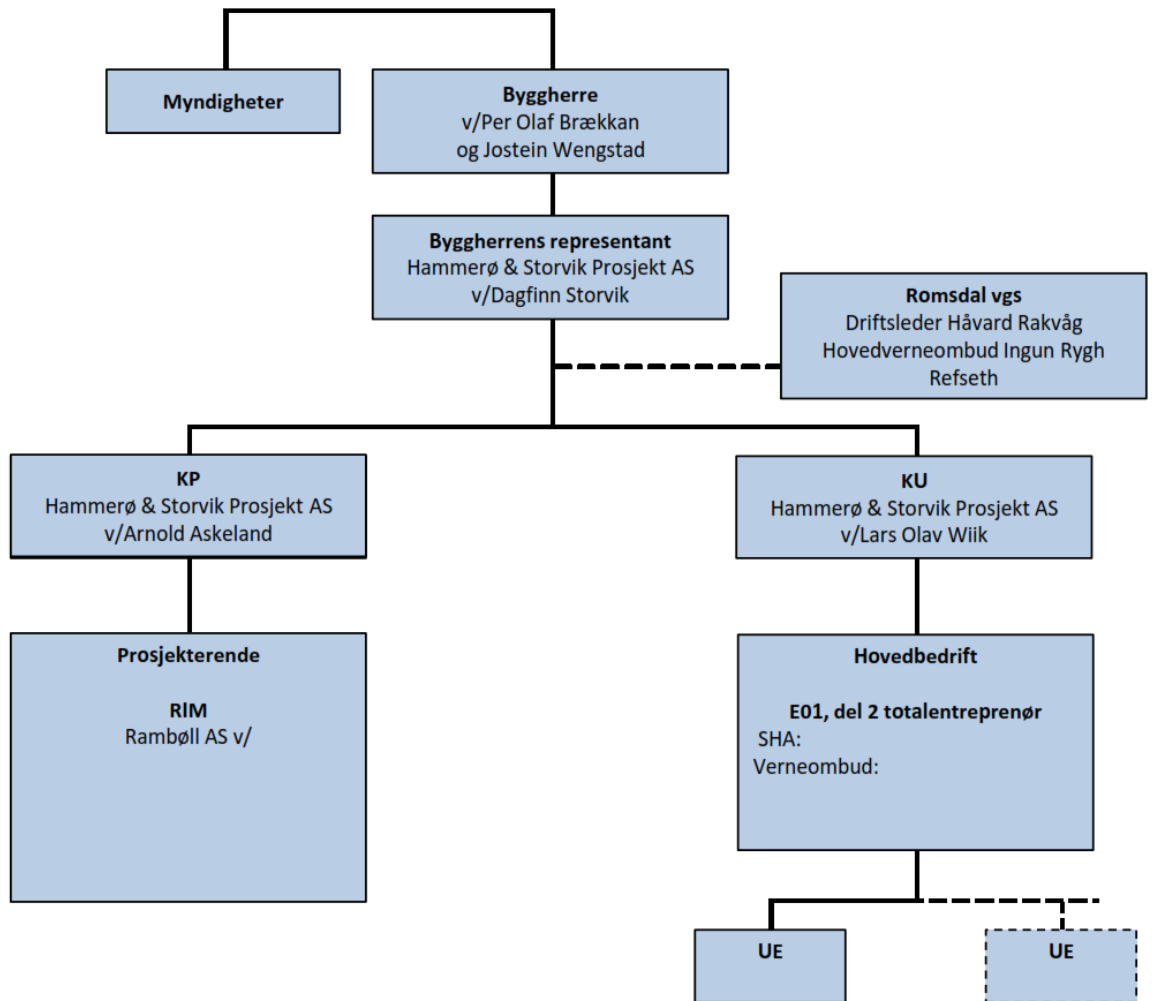 Myndigheter
Byggherre
v/Per Olaf Brækkan
og Jostein Wengstad
Byggherrens representant
Hammerø & Storvik Prosjekt AS
v/Dagfinn Storvik
Romsdal vgs
Driftsleder Håvard Rakvåg
Hovedverneombud Ingun Rygh
Refseth
KP
Hammerø & Storvik Prosjekt AS
v/Arnold Askeland
KU
Hammerø & Storvik Prosjekt AS
v/Lars Olav Wiik
Prosjekterende
RIM
Rambøll AS v/
Hovedbedrift
E01, del 2 totalentreprenør
SHA:
Verneombud:
UE
UE